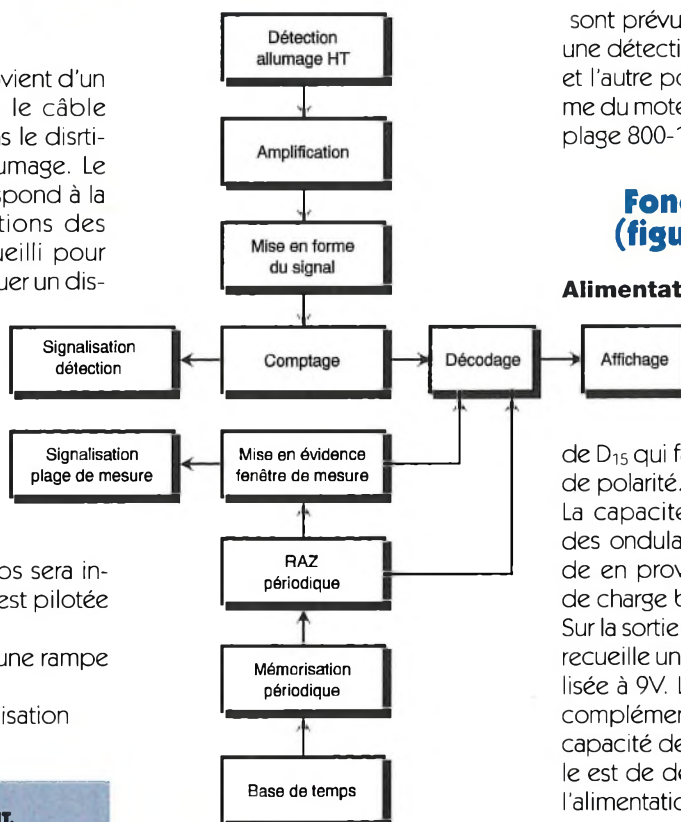 vient d'un
le câble
s le disrti-
umage. Le
spond à la
tions des
ueilli pour
uer un dis-
os sera in-
est pilotée
une rampe
isation
NT.
Détection
allumage HT
Amplification
Mise en forme
du signal
Signalisation
détection
Comptage
Décodage
Affichage
Signalisation
plage de mesure
Mise en évidence
fenêtre de mesure
RAZ
périodique
Mémorisation
périodique
Base de temps
sont prévu
une détecti
et l'autre po
me du mote
plage 800-1
Fonc
(figu
Alimentat
de D15 qui f
de polarité.
La capacite
des ondula
de en prov
de charge b
Sur la sortie
recueille un
lisée à 9V. L
complémen
capacité de
le est de de
l'alimentatio